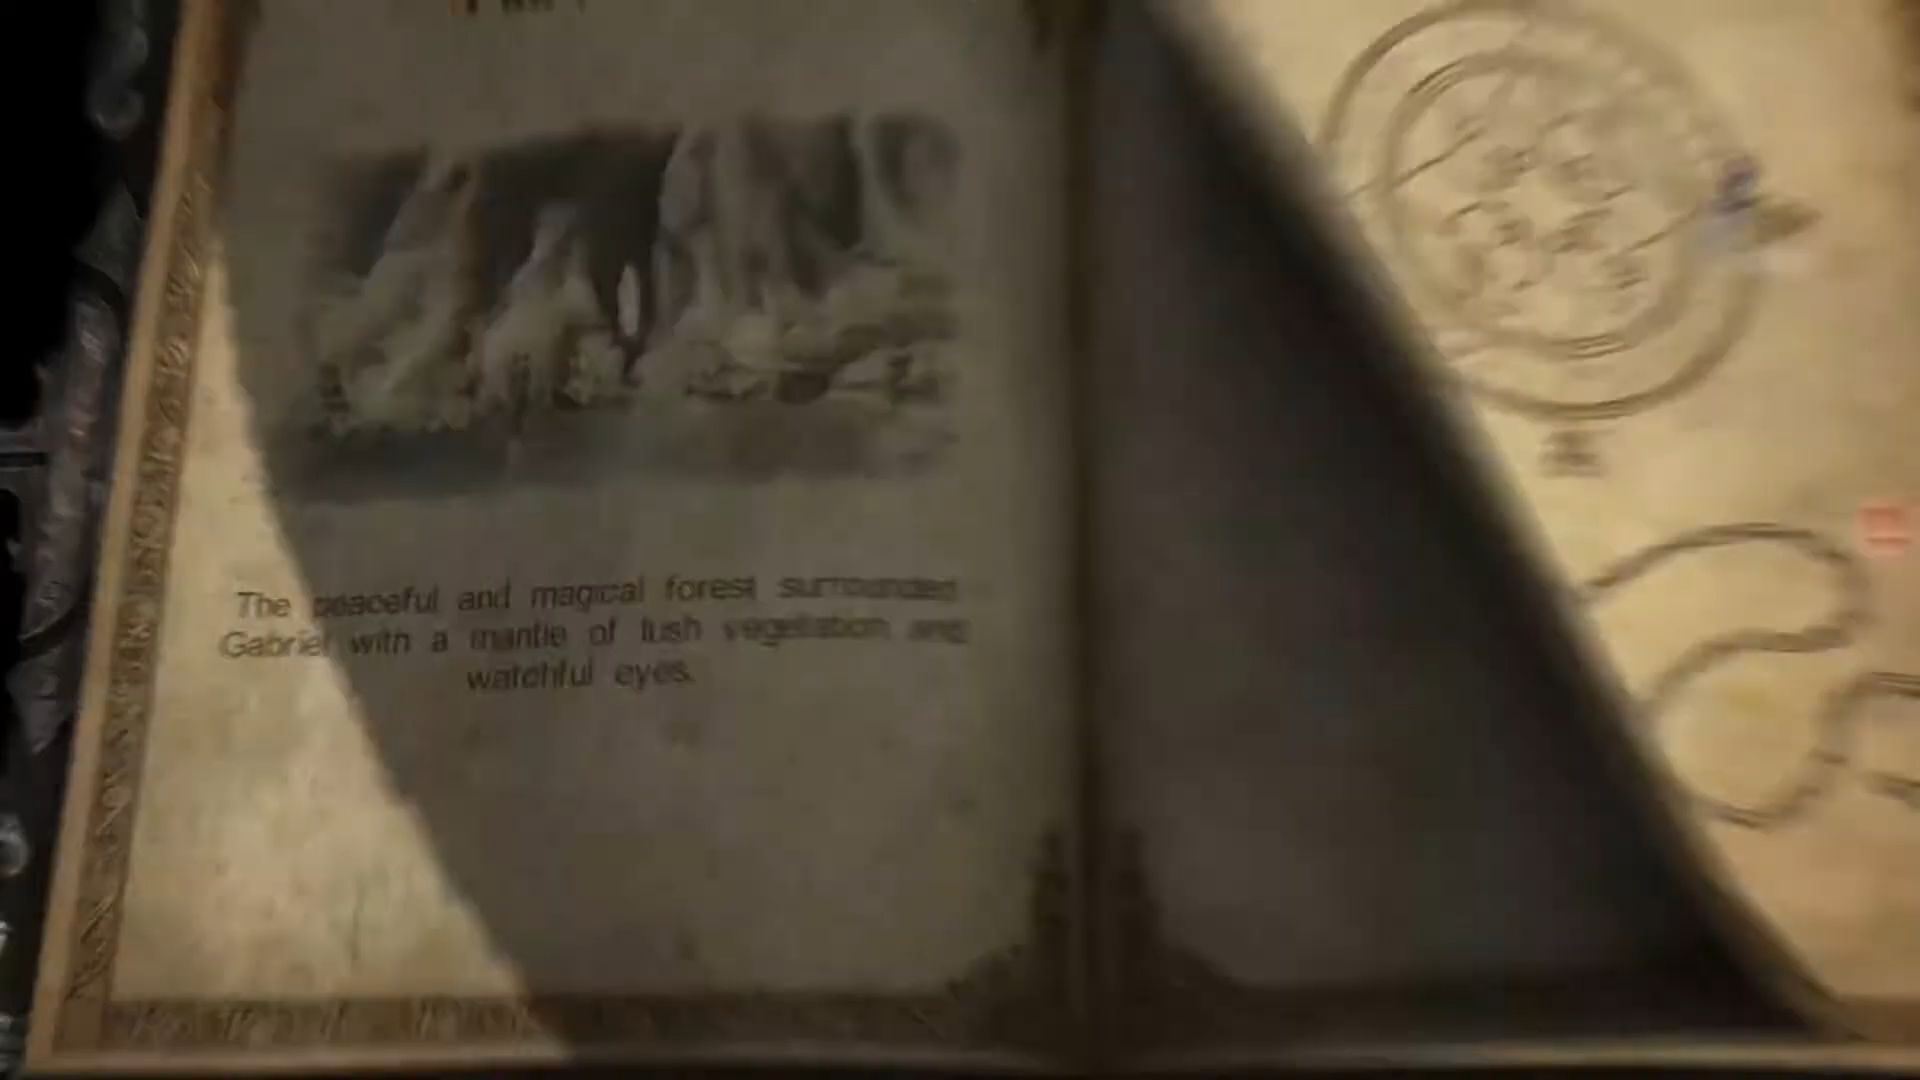 The peaceful and magical forest surrounded
Gabriel with a mantle of lush vegetation and
watchful eyes.